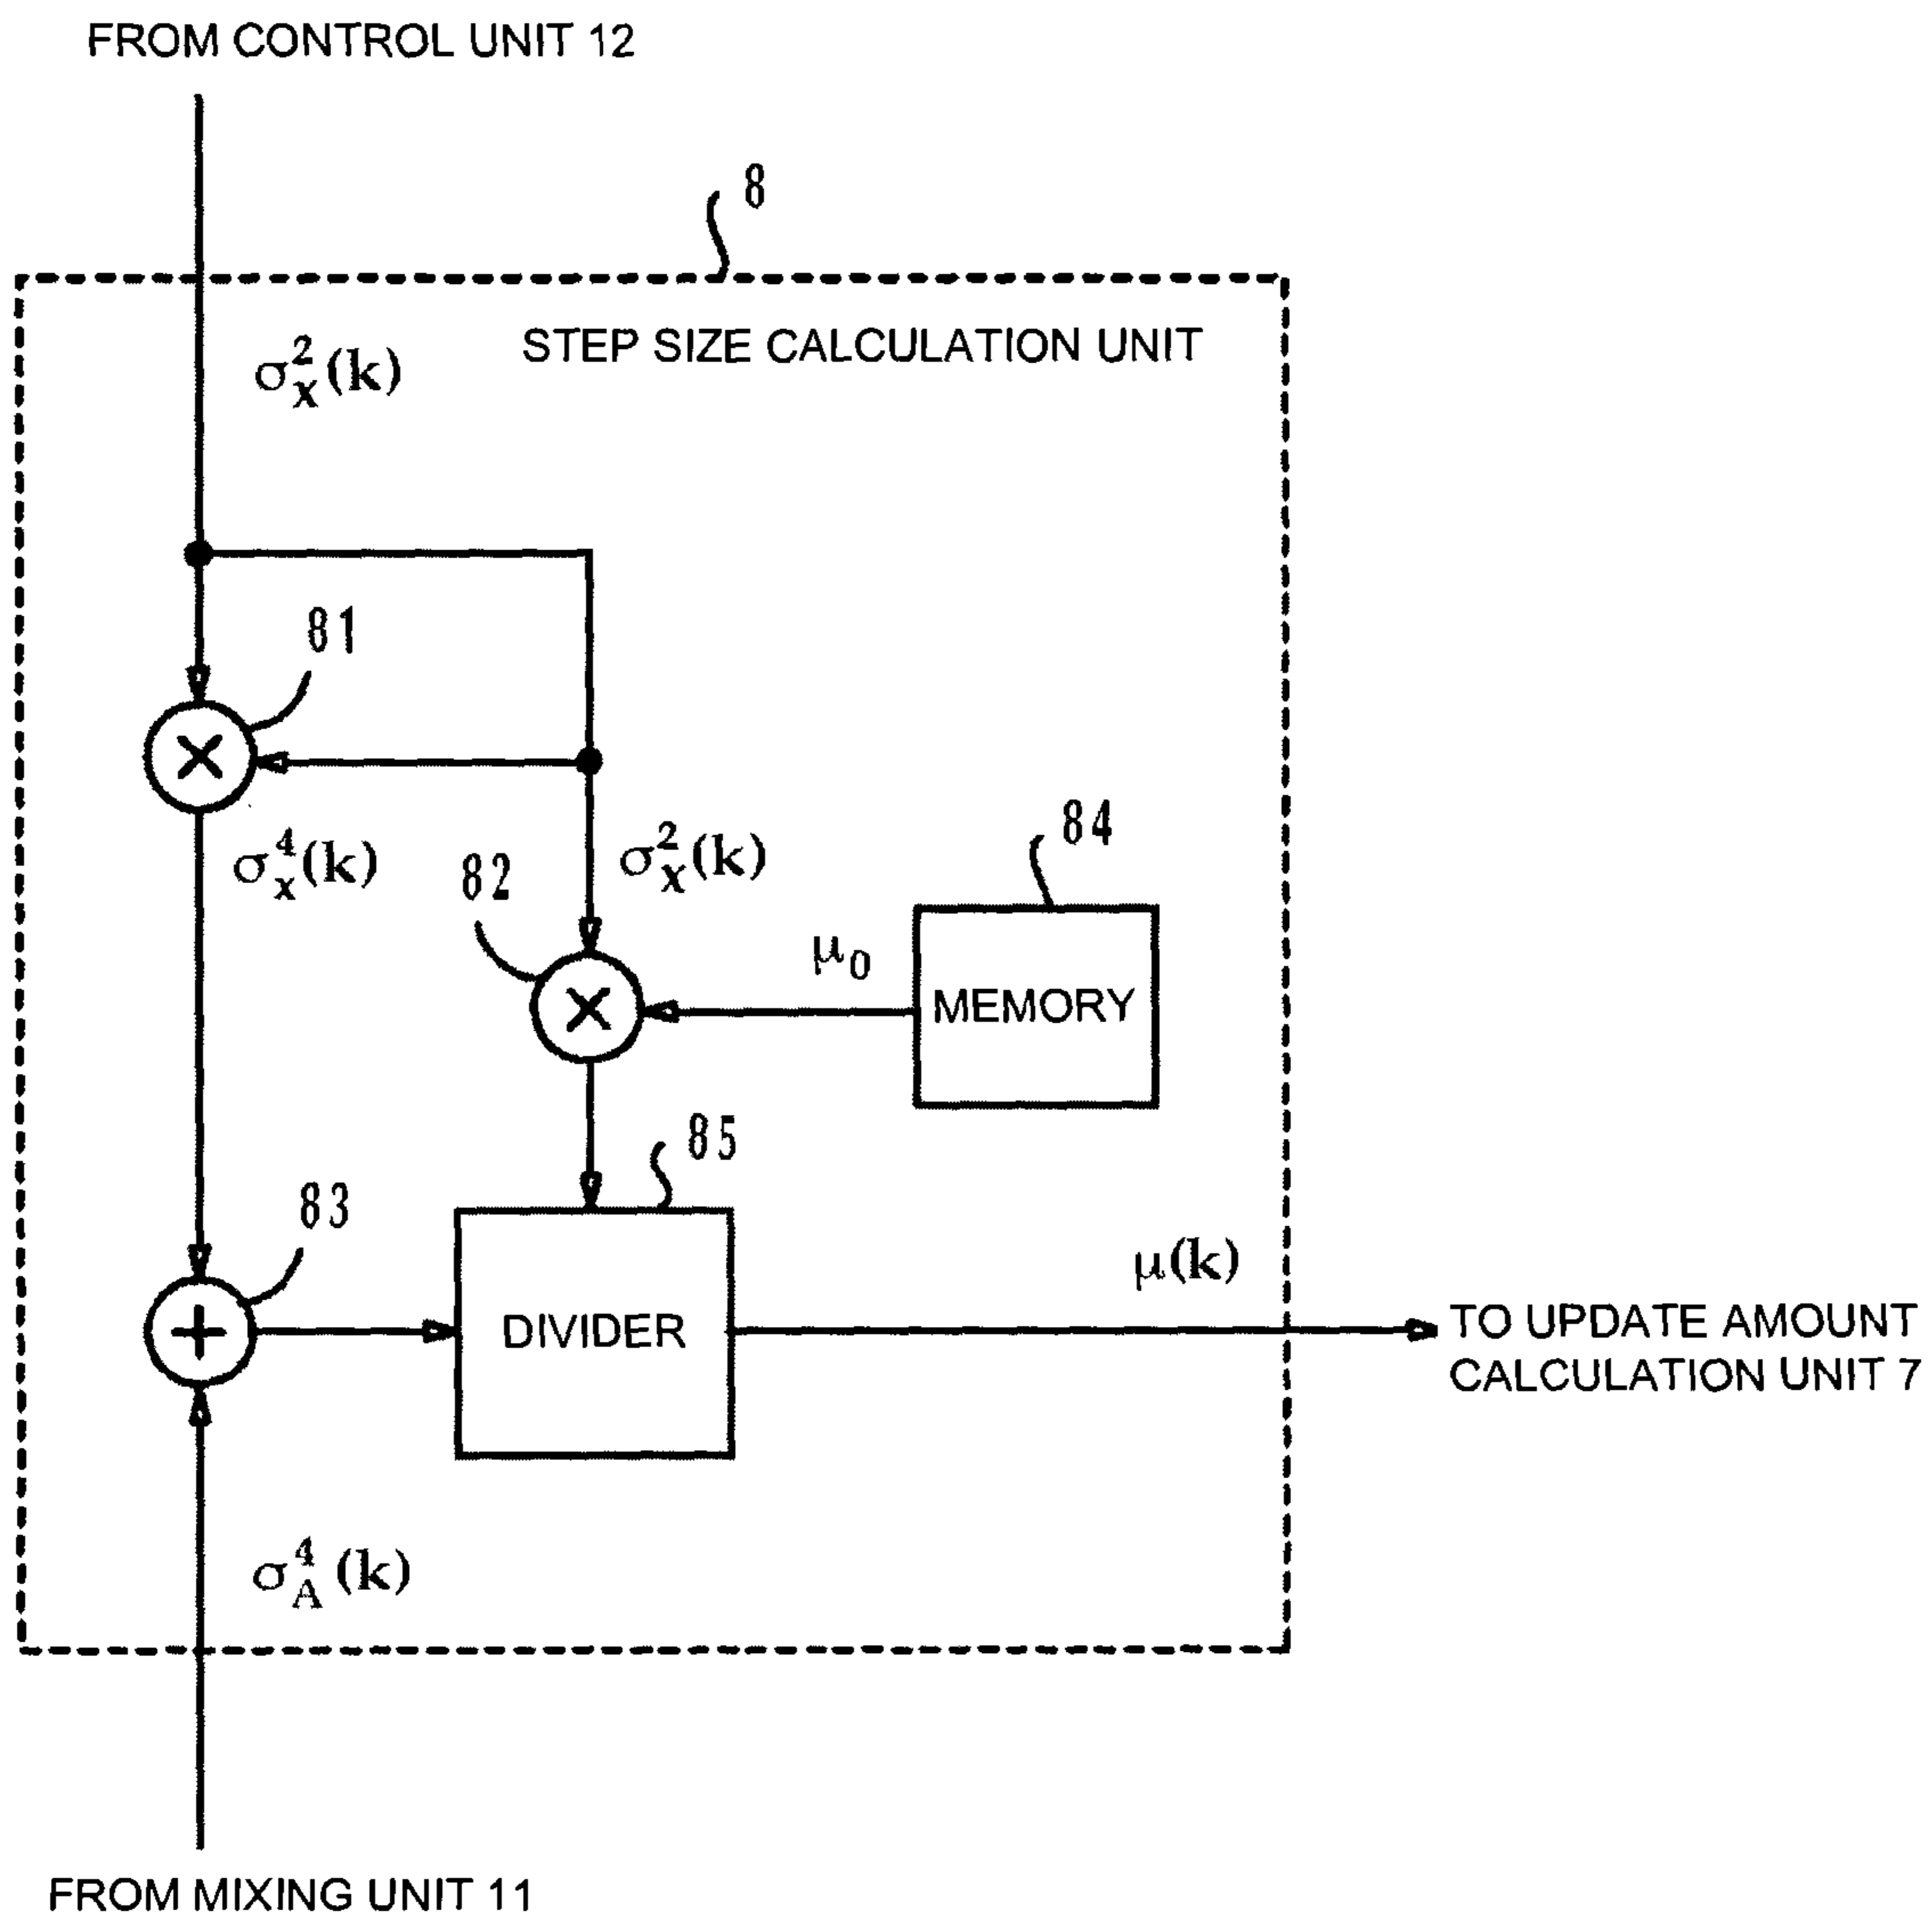 FROM CONTROL UNIT 12
8
STEP SIZE CALCULATION UNIT
σ²ₓ(k)
81
84
σ⁴ₓ(k)
82
σ²ₓ(k)
μ₀
MEMORY
85
83
μ(k)
DIVIDER
TO UPDATE AMOUNT
CALCULATION UNIT 7
σ⁴_A(k)
FROM MIXING UNIT 11